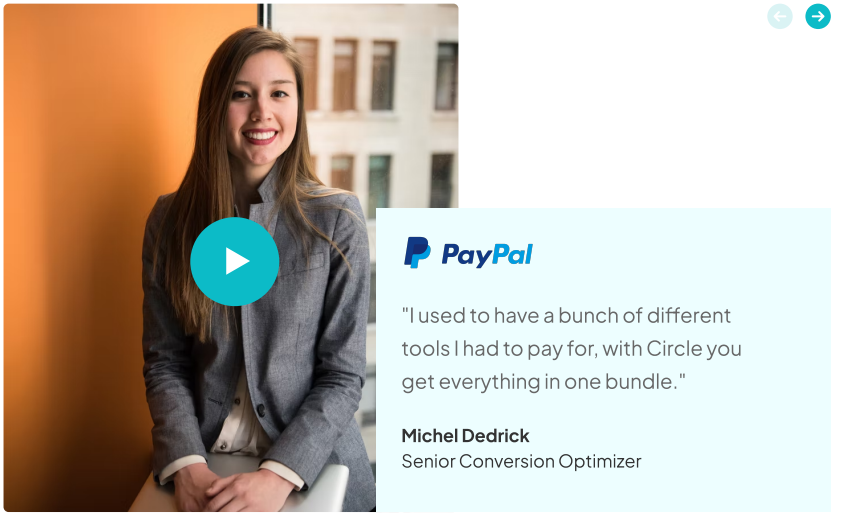 PayPal
"I used to have a bunch of different
tools I had to pay for, with Circle you
get everything in one bundle."
Michel Dedrick
Senior Conversion Optimizer